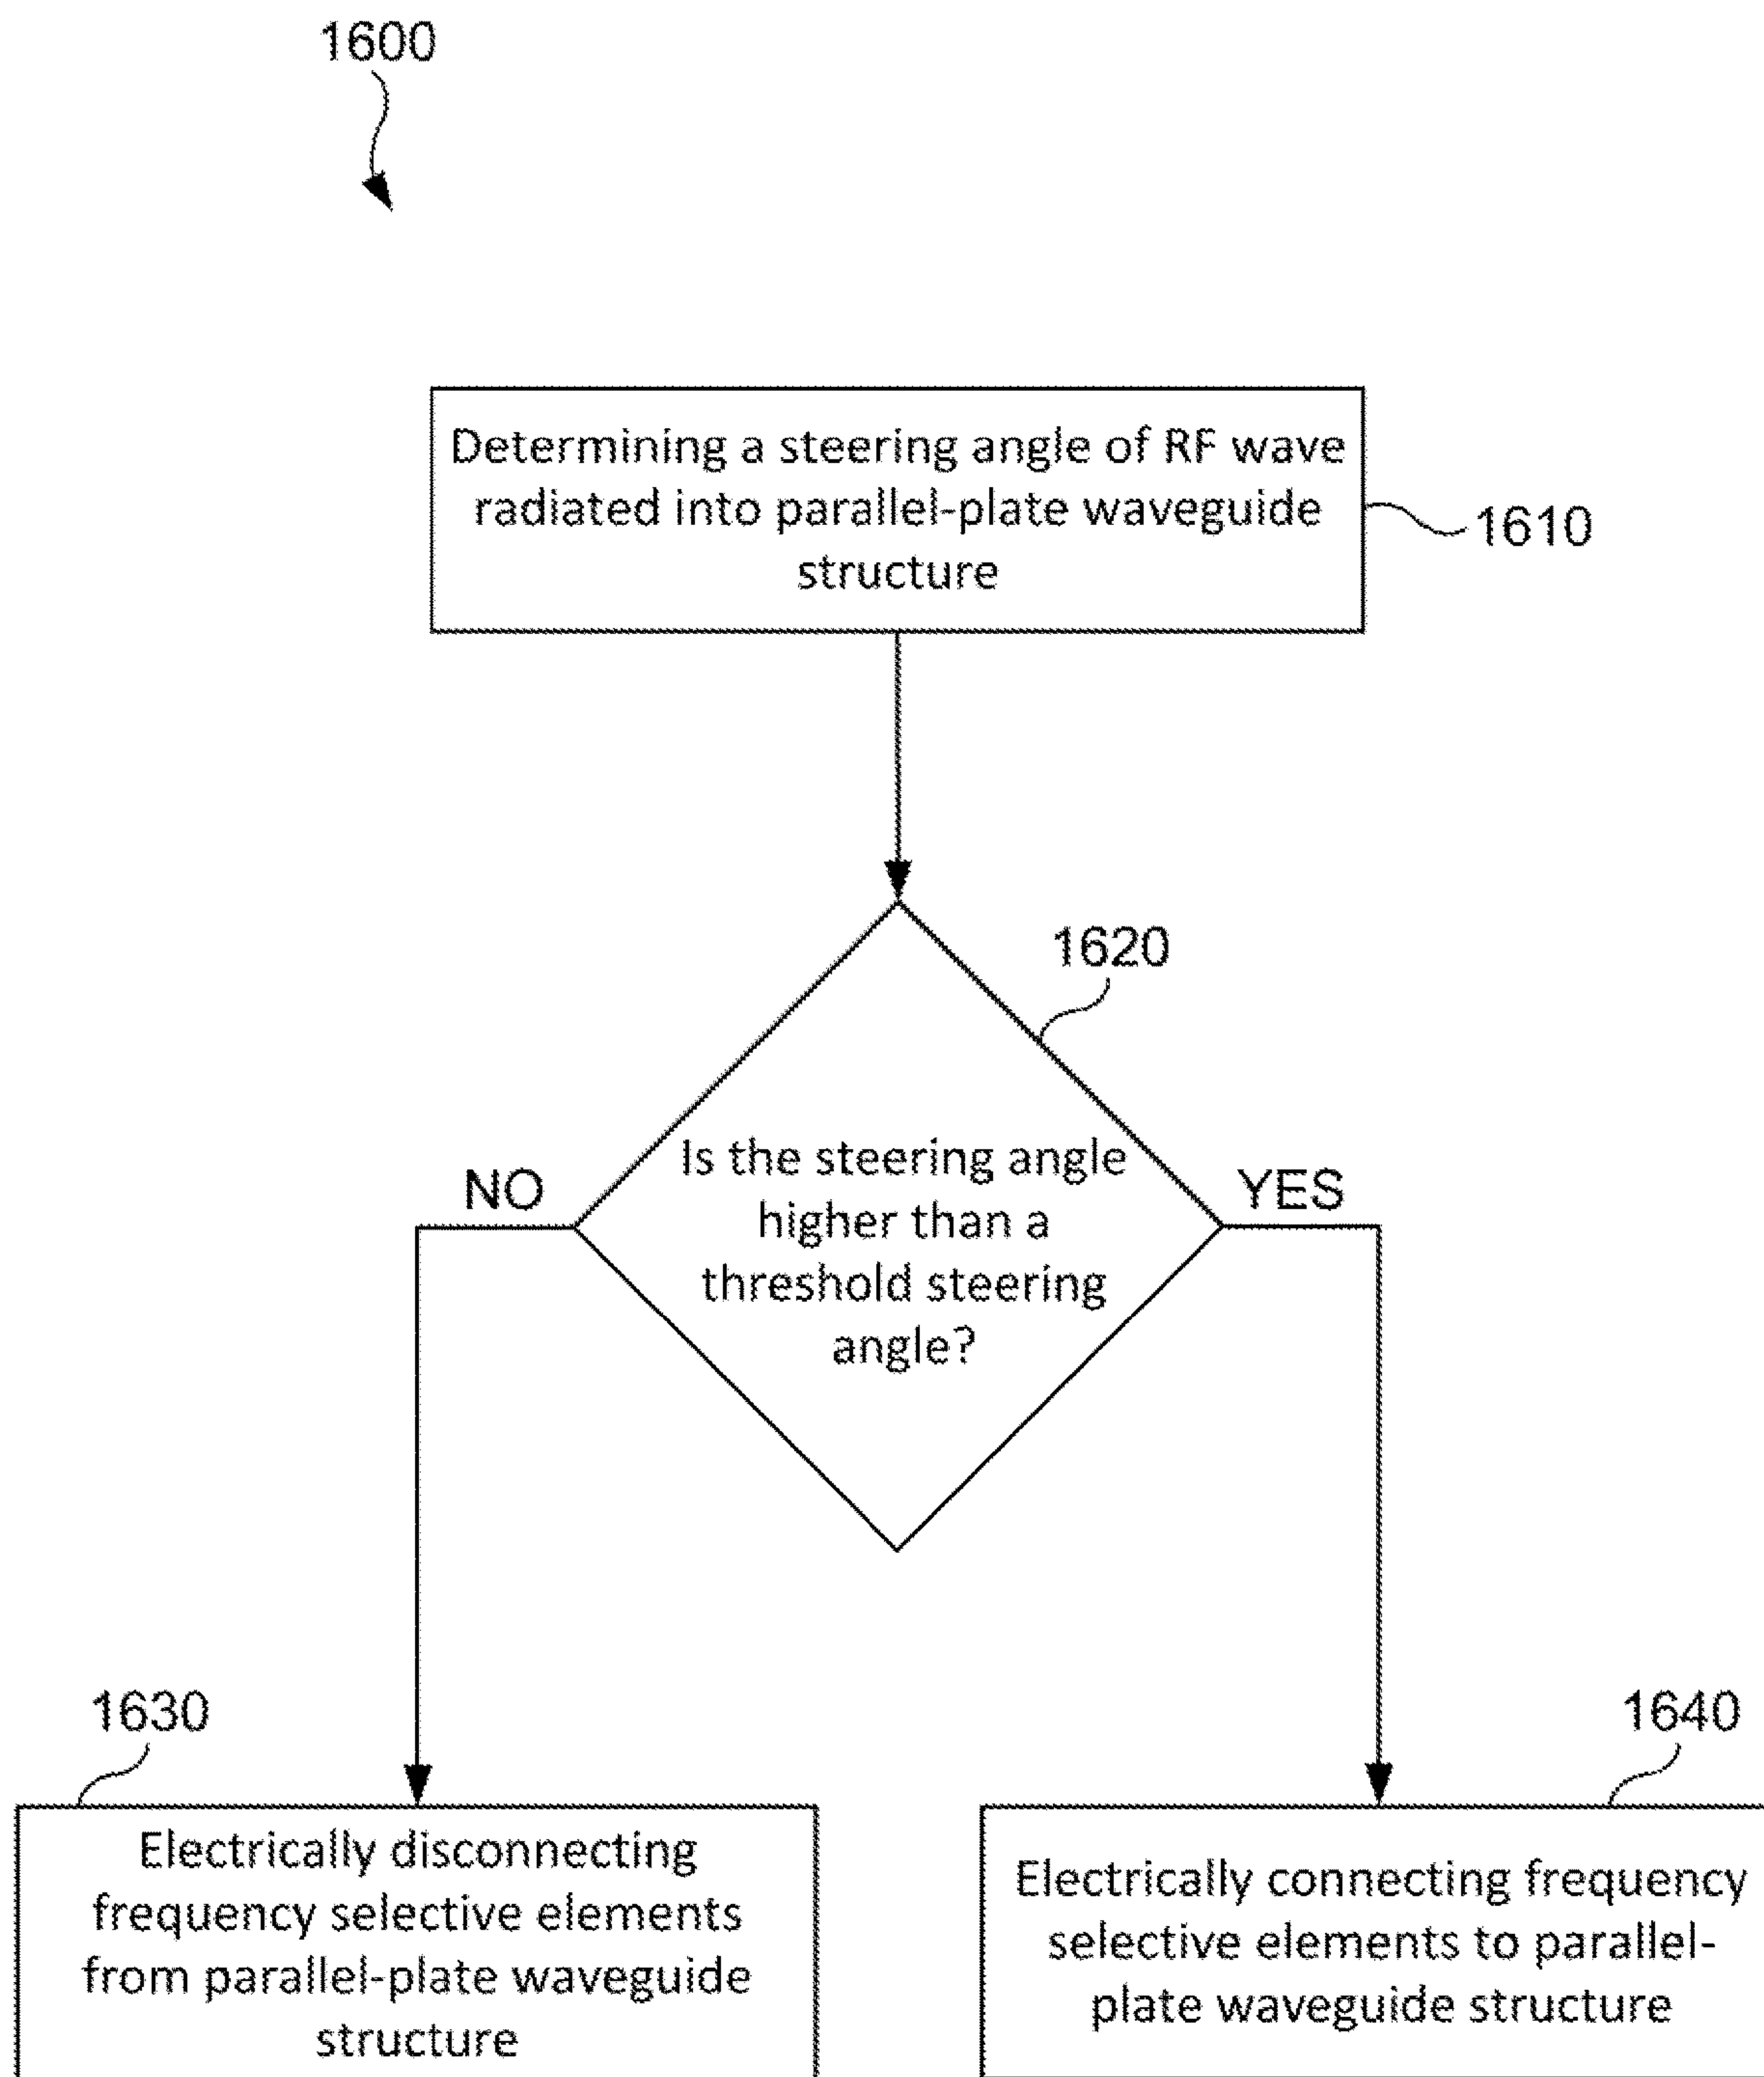 1600
Determining a steering angle of RF wave
radiated into parallel-plate waveguide
structure
1610
1620
Is the steering angle
higher than a
threshold steering
angle?
NO
YES
1630
Electrically disconnecting
frequency selective elements
from parallel-plate waveguide
structure
1640
Electrically connecting frequency
selective elements to parallel-
plate waveguide structure